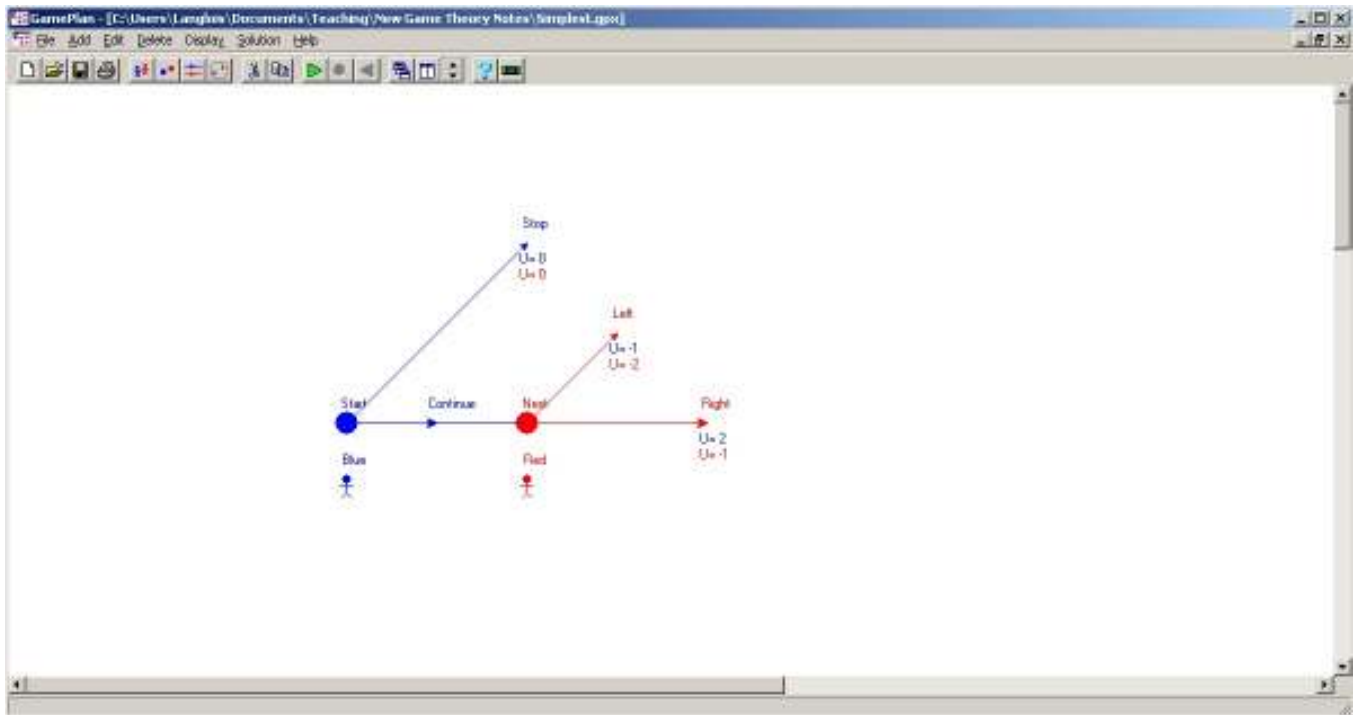 GamePlan - [C:\Users\Langlois\Documents\Teaching\New Game Theory Notes\Simplest.gpx]
File Add Edit Delete Display Solution Help
Stop
U= 0
U= 0
Left
U= -1
U= -2
Start Continue Next Right
U= 2
U= -1
Blue Red